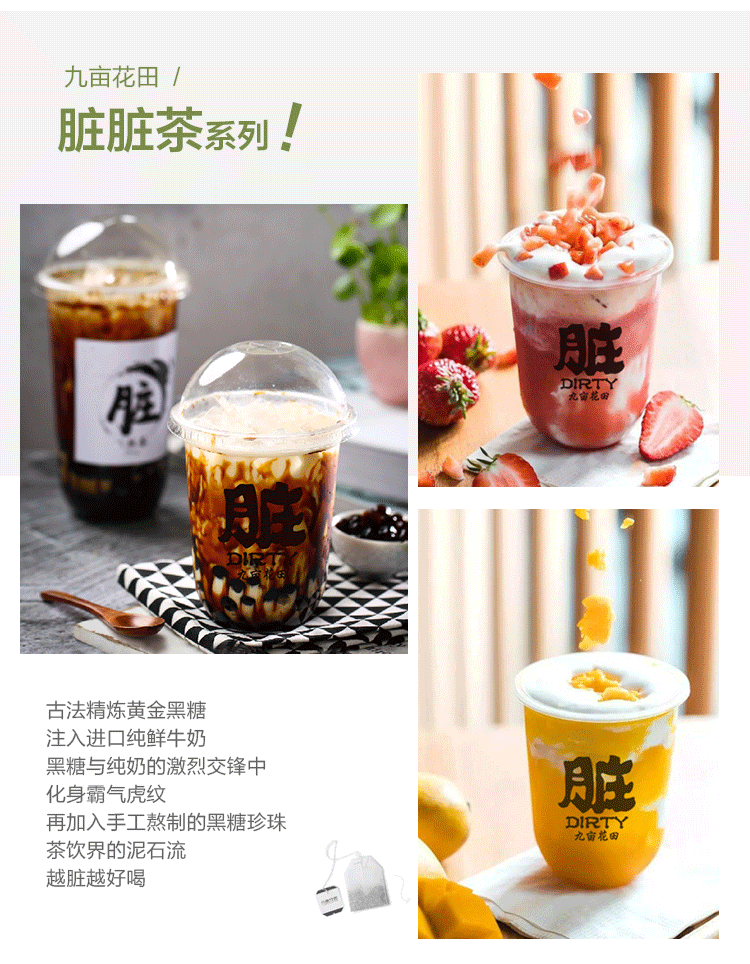 九亩花田 /
脏脏茶系列!
脏
脏
DIRTY
九亩花田
脏
DIRTY
九亩花田
脏
DIRTY
九亩花田
古法精炼黄金黑糖
注入进口纯鲜牛奶
黑糖与纯奶的激烈交锋中
化身霸气虎纹
再加入手工熬制的黑糖珍珠
茶饮界的泥石流
越脏越好喝